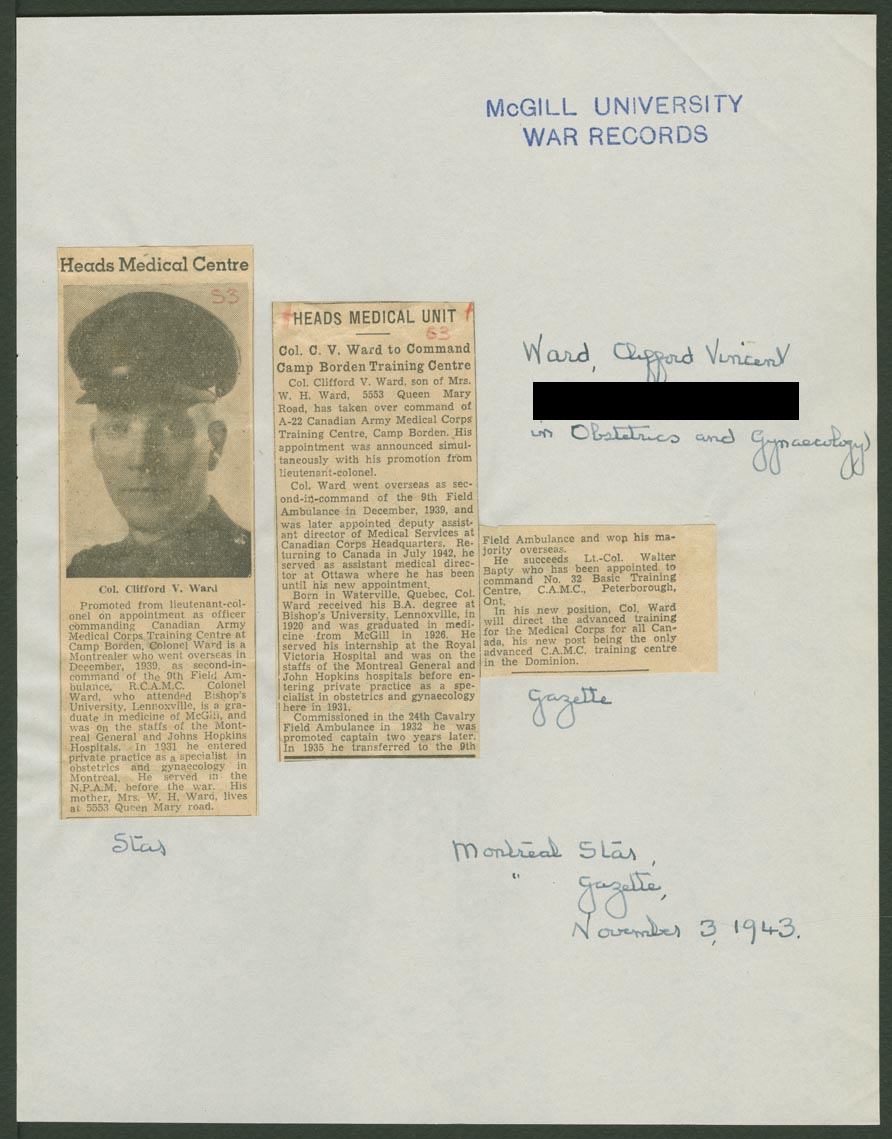 McGILL UNIVERSITY
WAR RECORDS
Heads Medical Centre
53
Col. Clifford V. Ward
Promoted from lieutenant-col-
onel on appointment as officer
commanding Canadian Army
Medical Corps Training Centre at
Camp Borden, Colonel Ward is a
Montrealer who went overseas in
December, 1939, as second-in-
command of the 9th Field Am-
bulance, R.C.A.M.C. Colonel
Ward, who attended Bishop's
University, Lennoxville, is a gra-
duate in medicine of McGill, and
was on the staffs of the Mont-
real General and Johns Hopkins
Hospitals. In 1931 he entered
private practice as a specialist in
obstetrics and gynaecology in
Montreal. He served in the
N.P.A.M. before the war. His
mother, Mrs. W. H. Ward, lives
at 5553 Queen Mary road.
Star
HEADS MEDICAL UNIT
53
Col. C. V. Ward to Command
Camp Borden Training Centre
Col. Clifford V. Ward, son of Mrs.
W. H. Ward, 5553 Queen Mary
Road, has taken over command of
A-22 Canadian Army Medical Corps
Training Centre, Camp Borden. His
appointment was announced simul-
taneously with his promotion from
lieutenant-colonel.
Col. Ward went overseas as sec-
ond-in-command of the 9th Field
Ambulance in December, 1939, and
was later appointed deputy assist-
ant director of Medical Services at
Canadian Corps Headquarters. Re-
turning to Canada in July 1942, he
served as assistant medical direc-
tor at Ottawa where he has been
until his new appointment.
Born in Waterville, Quebec, Col.
Ward received his B.A. degree at
Bishop's University, Lennoxville, in
1920 and was graduated in medi-
cine from McGill in 1926. He
served his internship at the Royal
Victoria Hospital and was on the
staffs of the Montreal General and
John Hopkins hospitals before en-
tering private practice as a spe-
cialist in obstetrics and gynaecology
here in 1931.
Commissioned in the 24th Cavalry
Field Ambulance in 1932 he was
promoted captain two years later.
In 1935 he transferred to the 9th
Field Ambulance and won his ma-
jority overseas.
He succeeds Lt.-Col. Walter
Bapty who has been appointed to
command No. 32 Basic Training
Centre, C.A.M.C., Peterborough,
Ont.
In his new position, Col. Ward
will direct the advanced training
for the Medical Corps for all Can-
ada, his new post being the only
advanced C.A.M.C. training centre
in the Dominion.
Gazette
Ward, Clifford Vincent
in Obstetrics and Gynaecology)
Montreal Star,
" Gazette,
November 3, 1943.